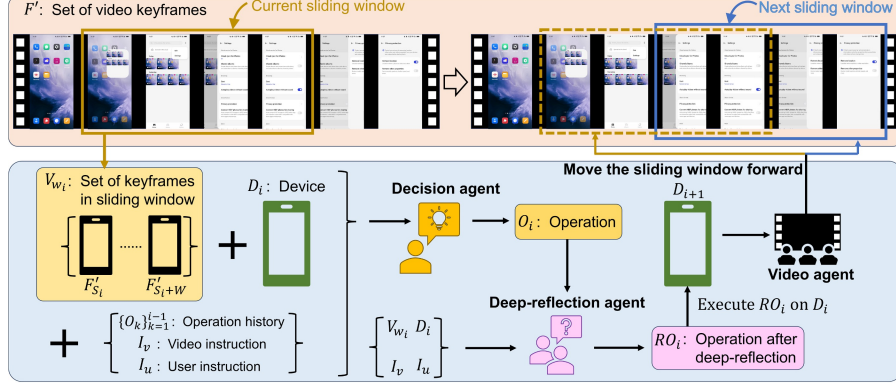 F′: Set of video keyframes
Current sliding window
Next sliding window
Move the sliding window forward
V_{w_i}: Set of keyframes
in sliding window
F′_{S_i}
......
F′_{S_i+W}
+
D_i: Device
+
{O_k}_{k=1}^{i−1}: Operation history
I_v: Video instruction
I_u: User instruction
Decision agent
O_i: Operation
Deep-reflection agent
V_{w_i} D_i
I_v I_u
?
RO_i: Operation after
deep-reflection
Execute RO_i on D_i
D_{i+1}
Video agent